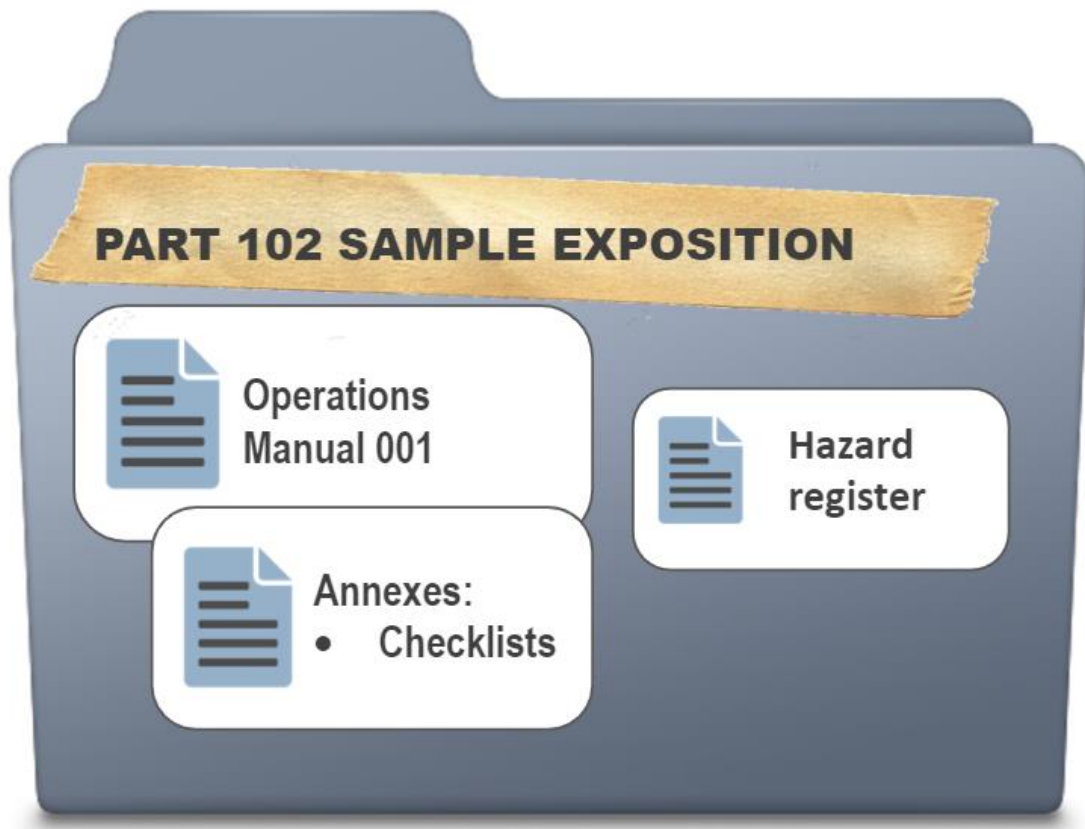 PART 102 SAMPLE EXPOSITION
Operations
Manual 001
Hazard
register
Annexes:
• Checklists